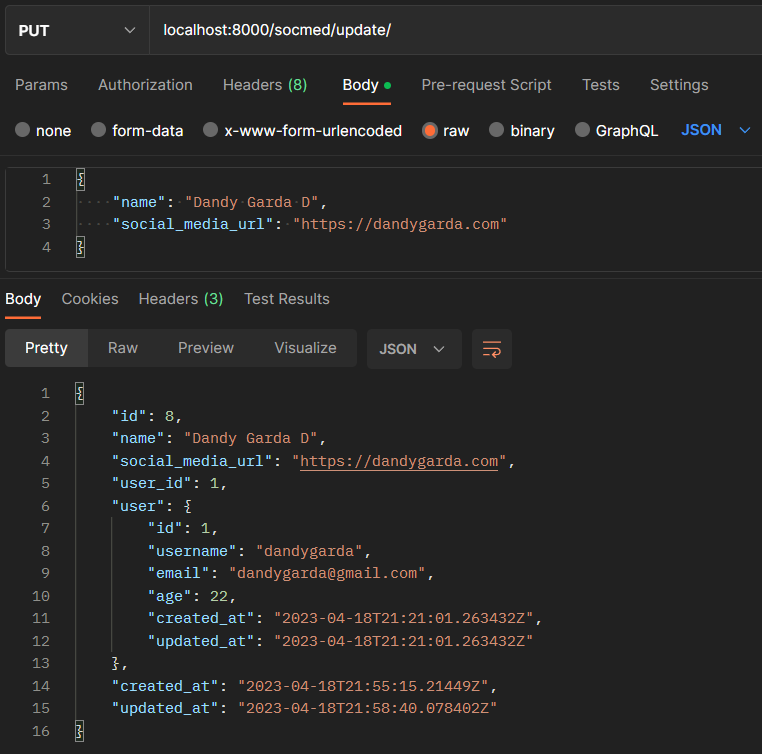 PUT localhost:8000/socmed/update/
Params Authorization Headers (8) Body Pre-request Script Tests Settings
none form-data x-www-form-urlencoded raw binary GraphQL JSON
1 {
2 "name": "Dandy Garda D",
3 "social_media_url": "https://dandygarda.com"
4 }
Body Cookies Headers (3) Test Results
Pretty Raw Preview Visualize JSON
1 {
2 "id": 8,
3 "name": "Dandy Garda D",
4 "social_media_url": "https://dandygarda.com",
5 "user_id": 1,
6 "user": {
7 "id": 1,
8 "username": "dandygarda",
9 "email": "dandygarda@gmail.com",
10 "age": 22,
11 "created_at": "2023-04-18T21:21:01.263432Z",
12 "updated_at": "2023-04-18T21:21:01.263432Z"
13 },
14 "created_at": "2023-04-18T21:55:15.21449Z",
15 "updated_at": "2023-04-18T21:58:40.078402Z"
16 }